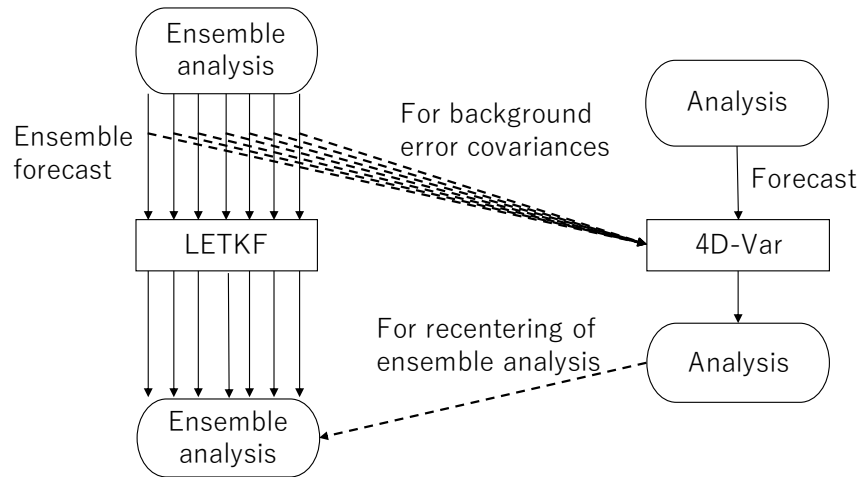 Ensemble
analysis
Analysis
For background
error covariances
Ensemble
forecast
Forecast
LETKF
4D-Var
For recentering of
ensemble analysis
Analysis
Ensemble
analysis